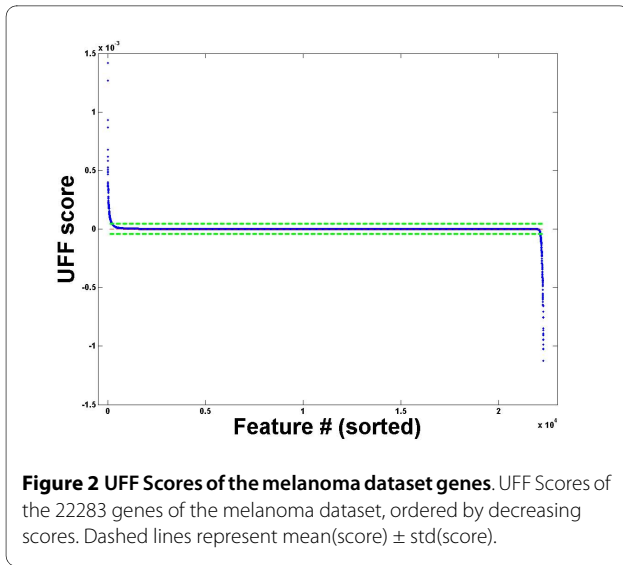 x 10⁻³
1.5
1
0.5
0
-0.5
-1
-1.5
UFF score
0 0.5 1 1.5 2
x 10⁴
Feature # (sorted)
Figure 2 UFF Scores of the melanoma dataset genes. UFF Scores of
the 22283 genes of the melanoma dataset, ordered by decreasing
scores. Dashed lines represent mean(score) ± std(score).